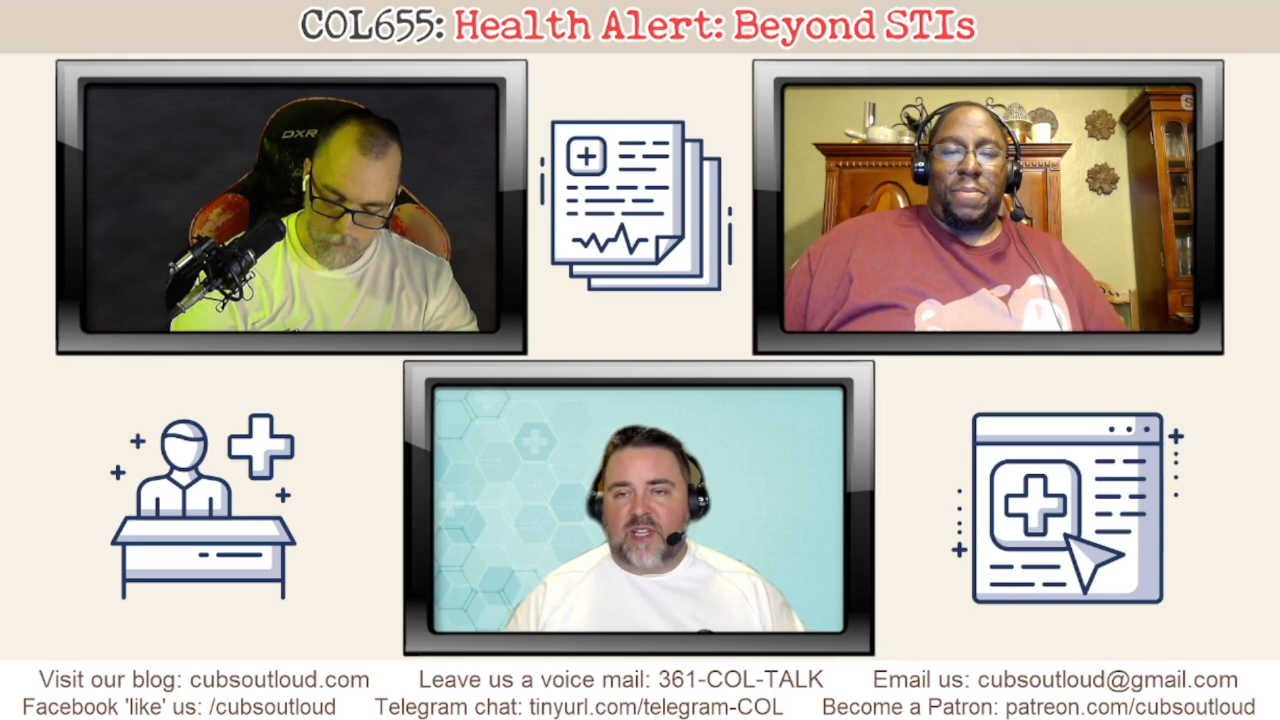 COL655: Health Alert: Beyond STIs
DXR
S
Visit our blog: cubsoutloud.com Leave us a voice mail: 361-COL-TALK Email us: cubsoutloud@gmail.com
Facebook 'like' us: /cubsoutloud Telegram chat: tinyurl.com/telegram-COL Become a Patron: patreon.com/cubsoutloud